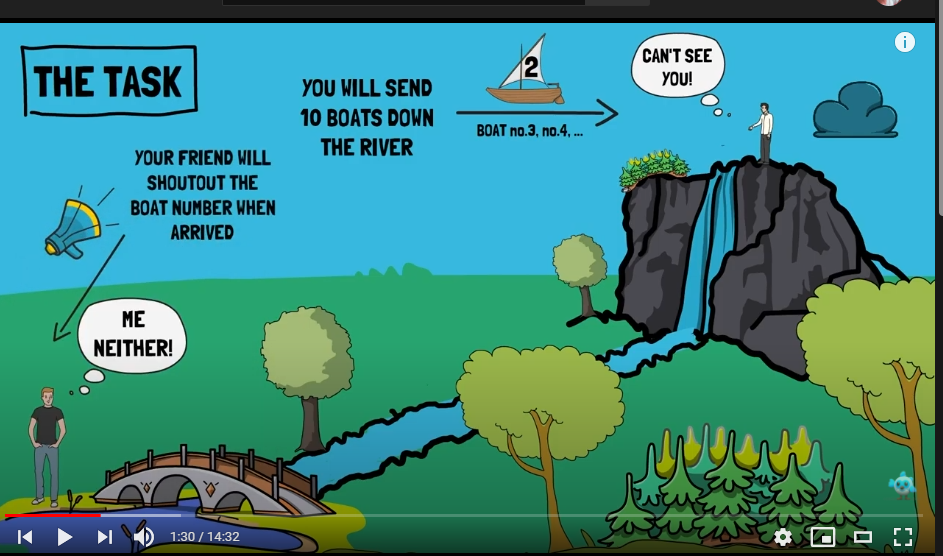 THE TASK
YOU WILL SEND
10 BOATS DOWN
THE RIVER
2
BOAT no.3, no.4, ...
CAN'T SEE
YOU!
i
YOUR FRIEND WILL
SHOUTOUT THE
BOAT NUMBER WHEN
ARRIVED
ME
NEITHER!
1:30 / 14:32